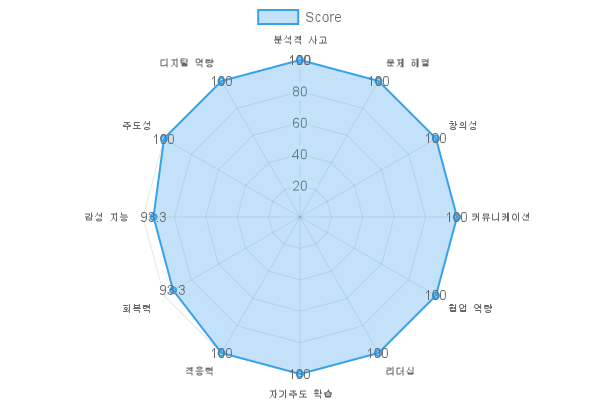 Score
분석적 사고
100
디지털 역량
문제 해결
100
100
80
주도성
60
창의성
100
100
40
20
감성 지능
93.3
100
커뮤니케이션
93.3
100
회복력
협업 역량
100
100
적응력
리더십
100
자기주도 학습